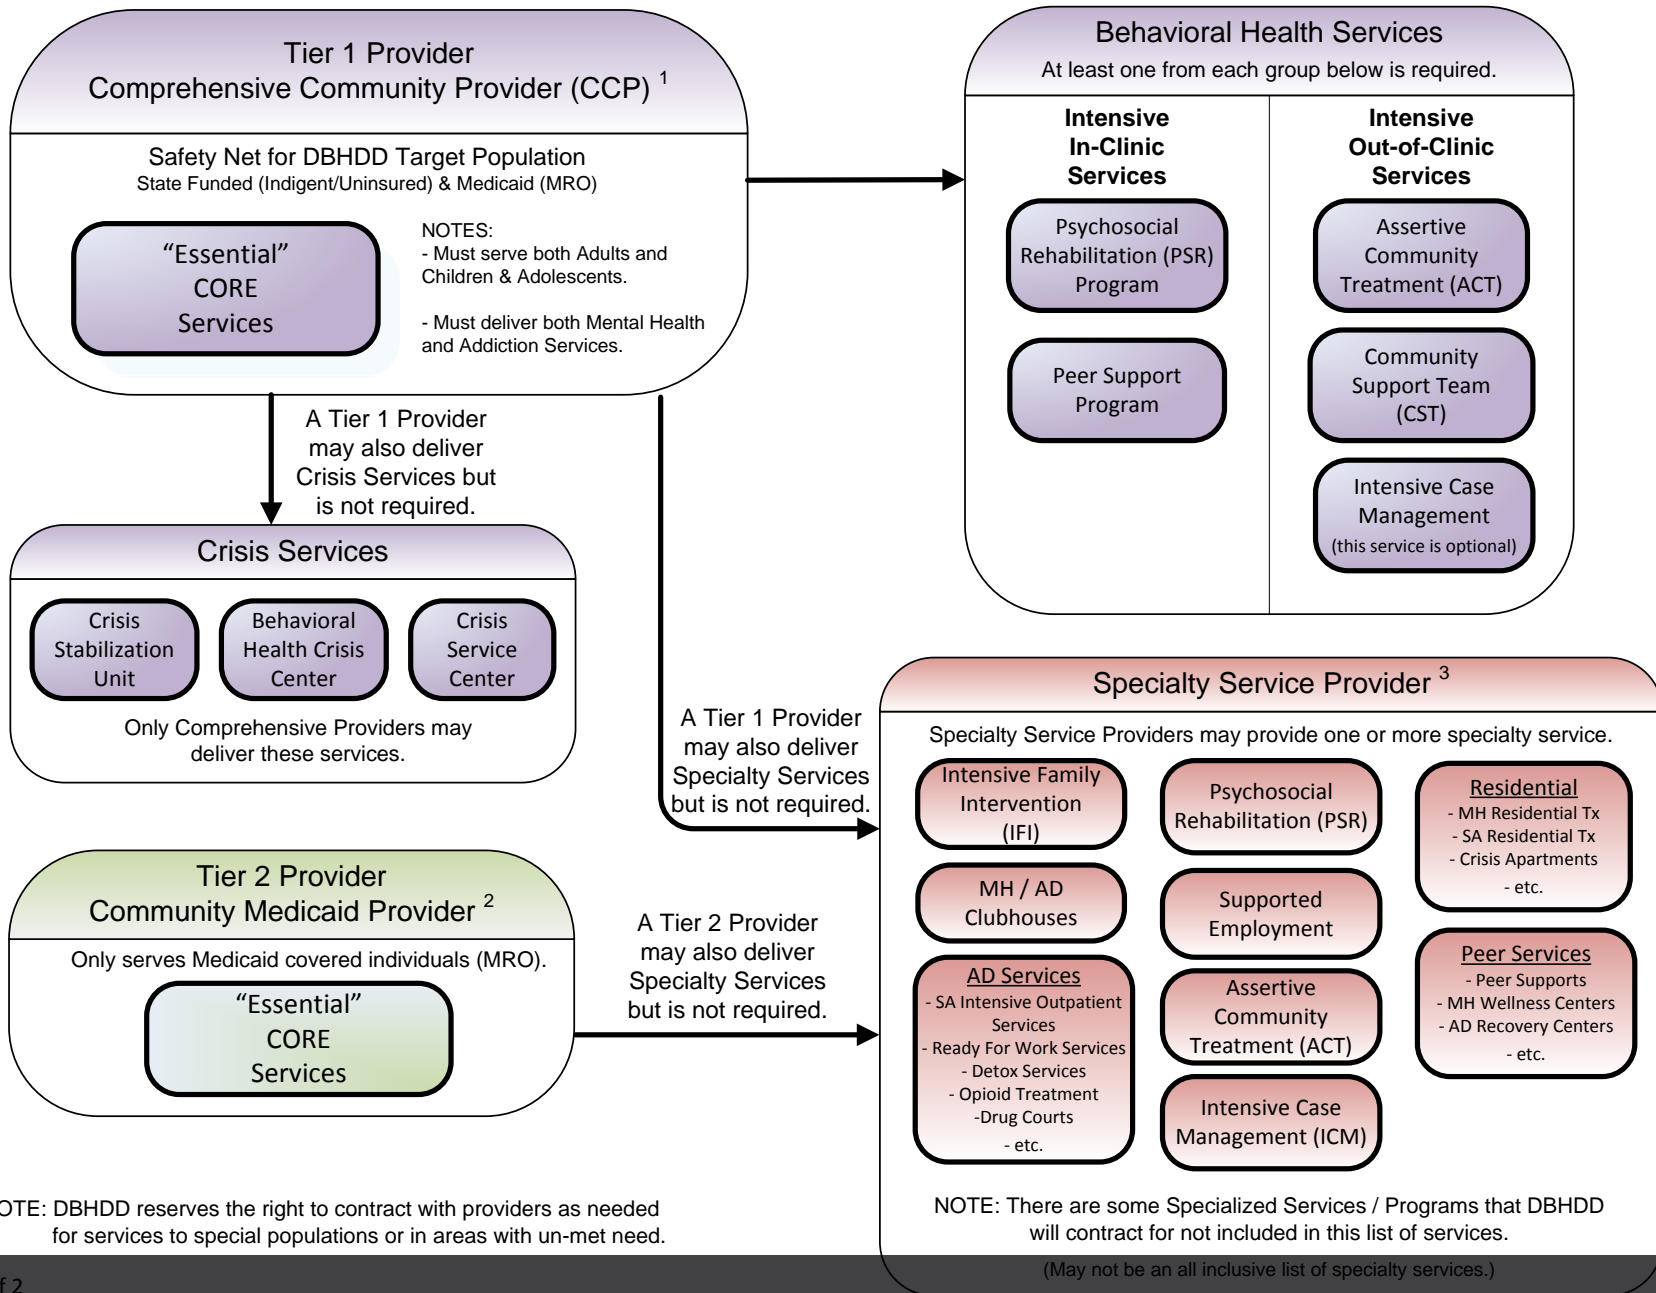 Tier 1 Provider
Comprehensive Community Provider (CCP) 1
Safety Net for DBHDD Target Population
State Funded (Indigent/Uninsured) & Medicaid (MRO)
“Essential”
CORE
Services
NOTES:
- Must serve both Adults and
Children & Adolescents.
- Must deliver both Mental Health
and Addiction Services.
Behavioral Health Services
At least one from each group below is required.
Intensive
In-Clinic
Services
Psychosocial
Rehabilitation (PSR)
Program
Peer Support
Program
Intensive
Out-of-Clinic
Services
Assertive
Community
Treatment (ACT)
Community
Support Team
(CST)
Intensive Case
Management
(this service is optional)
A Tier 1 Provider
may also deliver
Crisis Services but
is not required.
Crisis Services
Crisis
Stabilization
Unit
Behavioral
Health Crisis
Center
Crisis
Service
Center
Only Comprehensive Providers may
deliver these services.
A Tier 1 Provider
may also deliver
Specialty Services
but is not required.
Tier 2 Provider
Community Medicaid Provider 2
Only serves Medicaid covered individuals (MRO).
“Essential”
CORE
Services
A Tier 2 Provider
may also deliver
Specialty Services
but is not required.
Specialty Service Provider 3
Specialty Service Providers may provide one or more specialty service.
Intensive Family
Intervention
(IFI)
MH / AD
Clubhouses
AD Services
- SA Intensive Outpatient
Services
- Ready For Work Services
- Detox Services
- Opioid Treatment
-Drug Courts
- etc.
Psychosocial
Rehabilitation (PSR)
Supported
Employment
Assertive
Community
Treatment (ACT)
Intensive Case
Management (ICM)
Residential
- MH Residential Tx
- SA Residential Tx
- Crisis Apartments
- etc.
Peer Services
- Peer Supports
- MH Wellness Centers
- AD Recovery Centers
- etc.
NOTE: There are some Specialized Services / Programs that DBHDD
will contract for not included in this list of services.
(May not be an all inclusive list of specialty services.)
OTE: DBHDD reserves the right to contract with providers as needed
for services to special populations or in areas with un-met need.
f 2